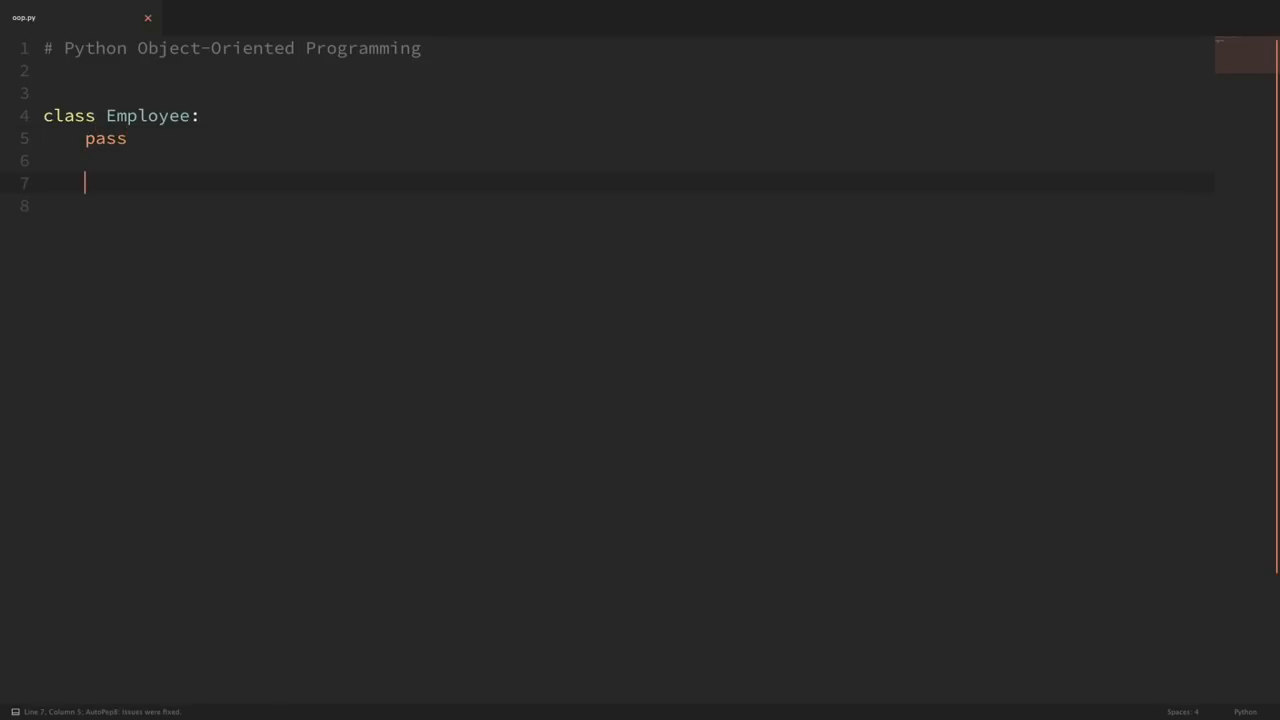 oop.py
1 # Python Object-Oriented Programming
2
3
4 class Employee:
5     pass
6
7
8
Line 7, Column 5; AutoPep8: Issues were fixed. Spaces: 4 Python